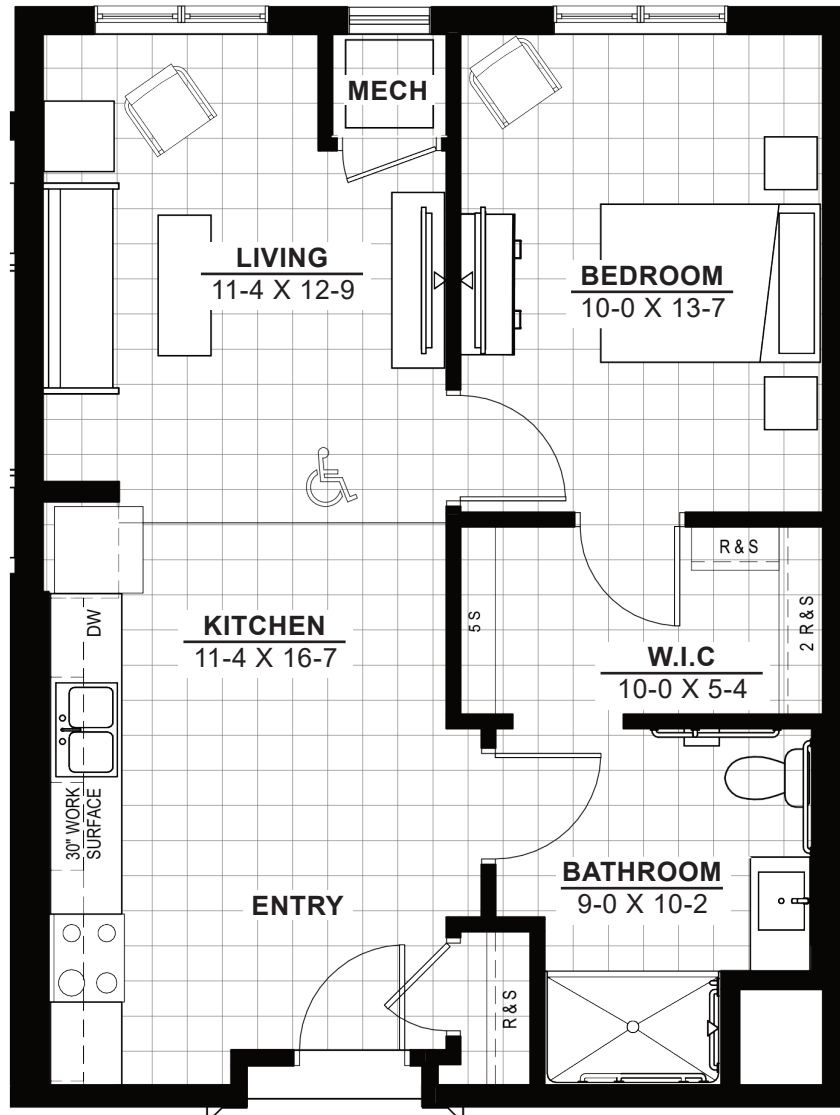 MECH
LIVING
11-4 X 12-9
BEDROOM
10-0 X 13-7
R & S
DW
KITCHEN
11-4 X 16-7
5 S
2 R & S
W.I.C
10-0 X 5-4
30" WORK
SURFACE
BATHROOM
9-0 X 10-2
ENTRY
R & S